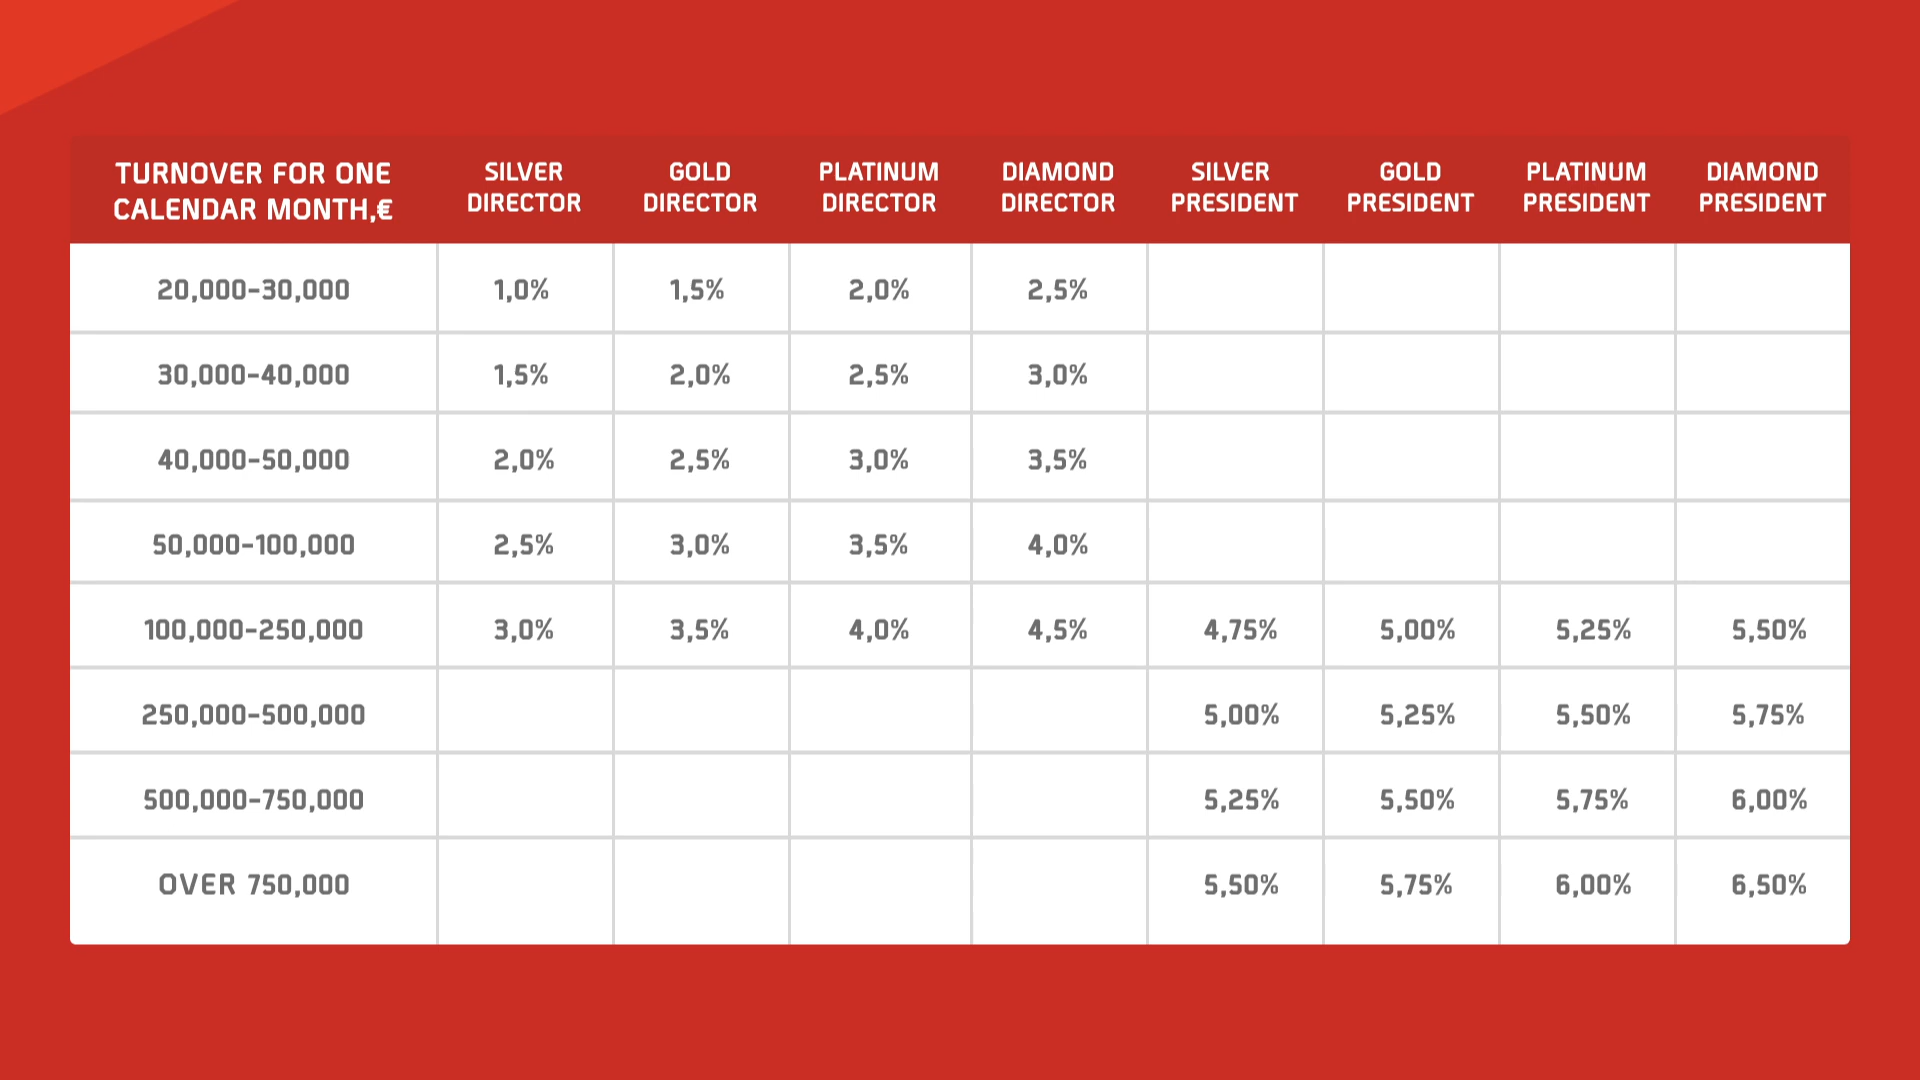 TURNOVER FOR ONE
CALENDAR MONTH,€
SILVER
DIRECTOR
GOLD
DIRECTOR
PLATINUM
DIRECTOR
DIAMOND
DIRECTOR
SILVER
PRESIDENT
GOLD
PRESIDENT
PLATINUM
PRESIDENT
DIAMOND
PRESIDENT
20,000-30,000 1,0% 1,5% 2,0% 2,5%
30,000-40,000 1,5% 2,0% 2,5% 3,0%
40,000-50,000 2,0% 2,5% 3,0% 3,5%
50,000-100,000 2,5% 3,0% 3,5% 4,0%
100,000-250,000 3,0% 3,5% 4,0% 4,5% 4,75% 5,00% 5,25% 5,50%
250,000-500,000 5,00% 5,25% 5,50% 5,75%
500,000-750,000 5,25% 5,50% 5,75% 6,00%
OVER 750,000 5,50% 5,75% 6,00% 6,50%